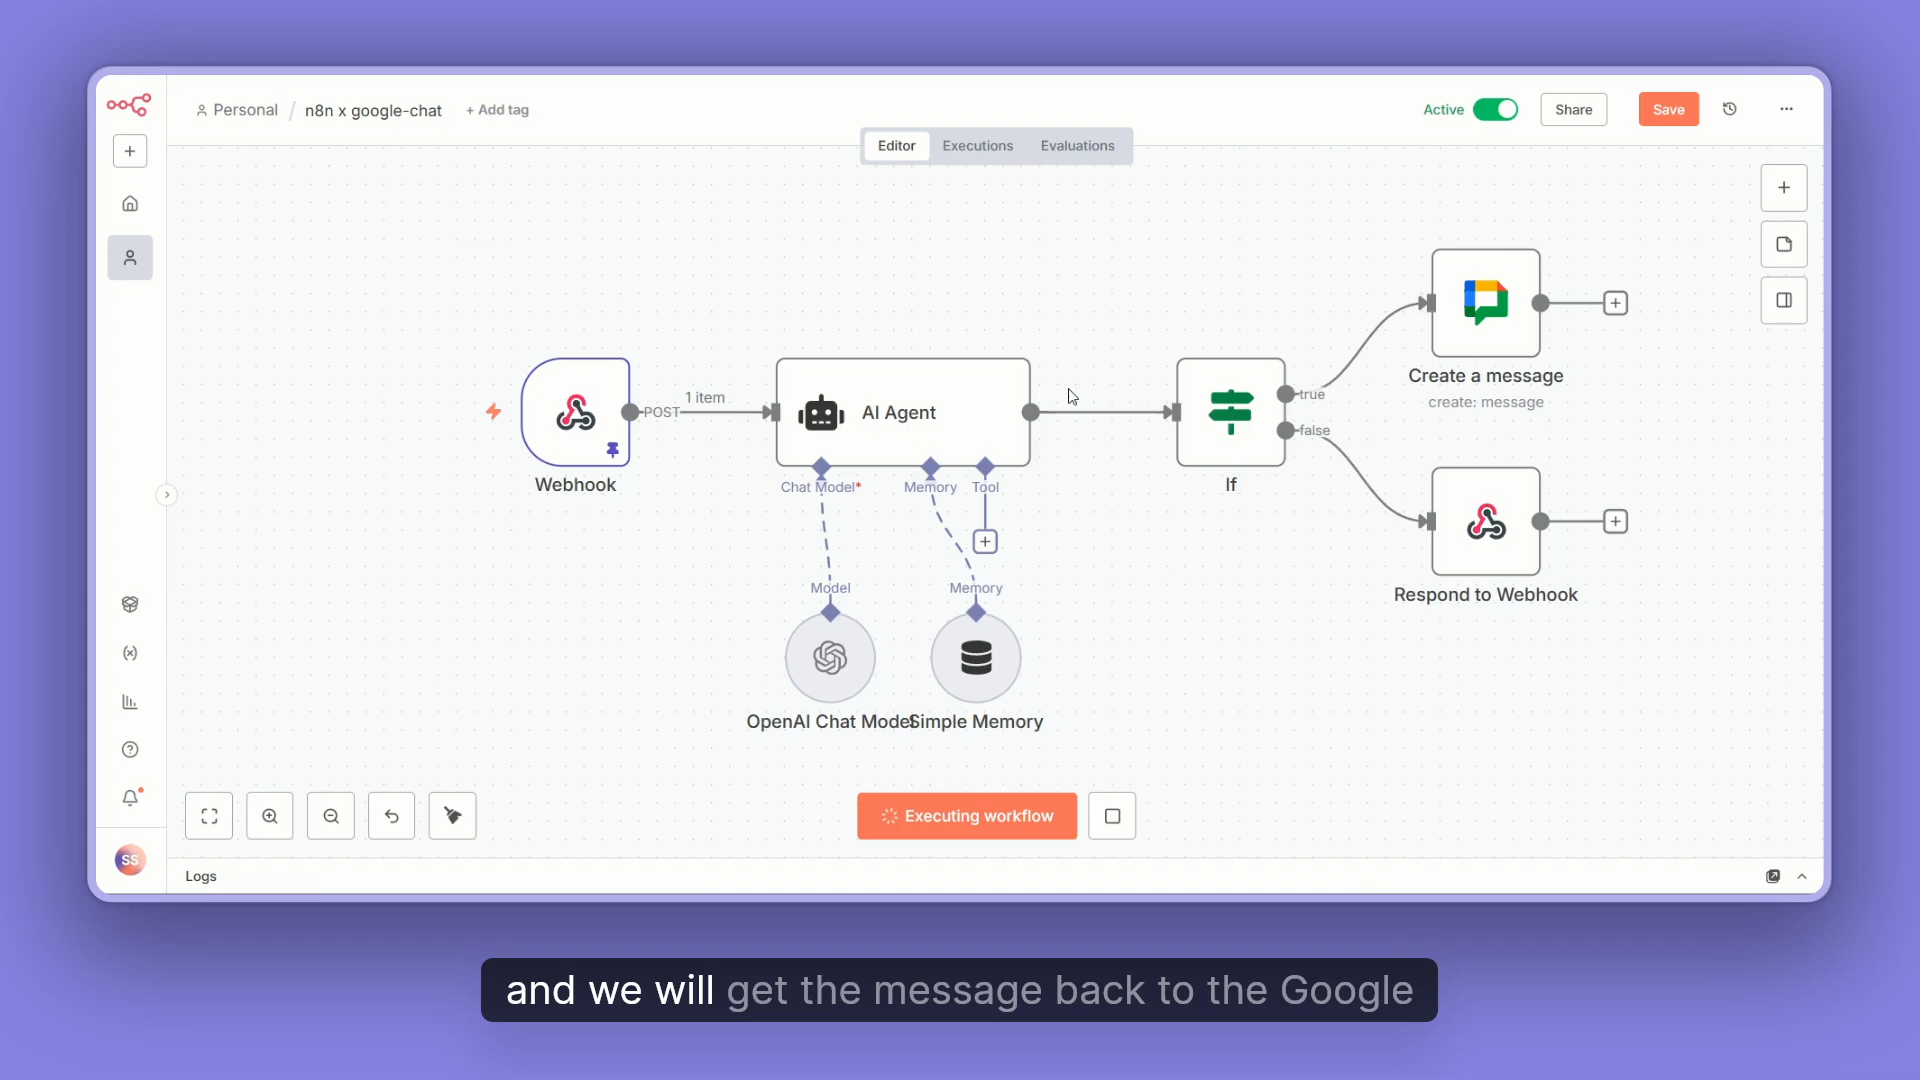 Personal / n8n x google-chat + Add tag
Active Share Save
Editor Executions Evaluations
Create a message
create: message
1 item
POST
AI Agent
true
false
Webhook
Chat Model*
Memory
Tool
If
Model
Memory
Respond to Webhook
OpenAI Chat Model
Simple Memory
Executing workflow
SS
Logs
and we will get the message back to the Google